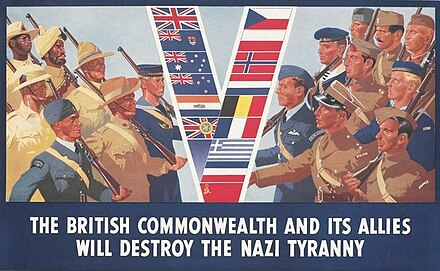 THE BRITISH COMMONWEALTH AND ITS ALLIES
WILL DESTROY THE NAZI TYRANNY